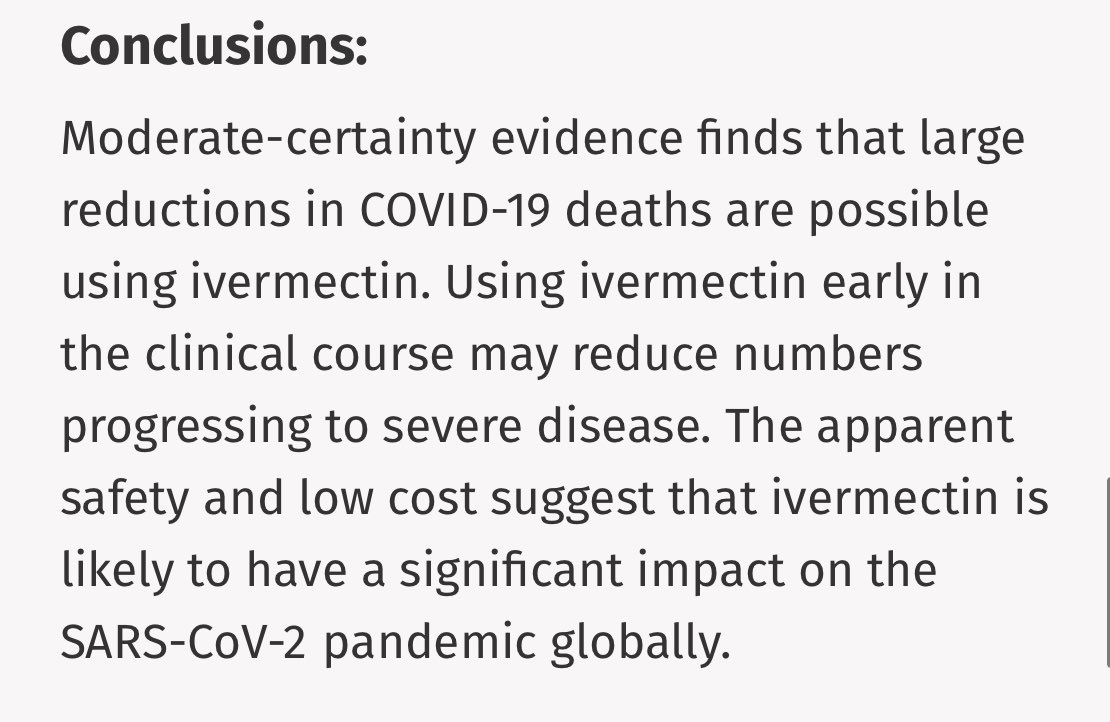 Conclusions:
Moderate-certainty evidence finds that large
reductions in COVID-19 deaths are possible
using ivermectin. Using ivermectin early in
the clinical course may reduce numbers
progressing to severe disease. The apparent
safety and low cost suggest that ivermectin is
likely to have a significant impact on the
SARS-CoV-2 pandemic globally.